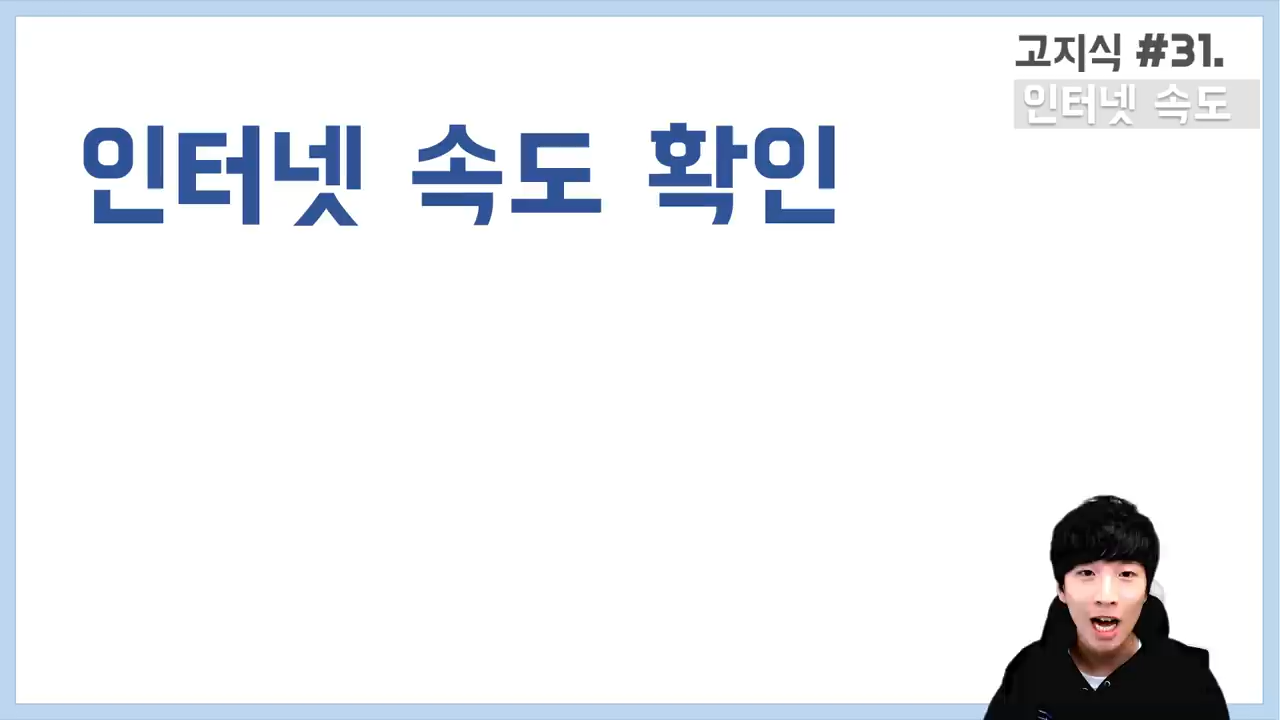 고지식 #31.
인터넷 속도
인터넷 속도 확인